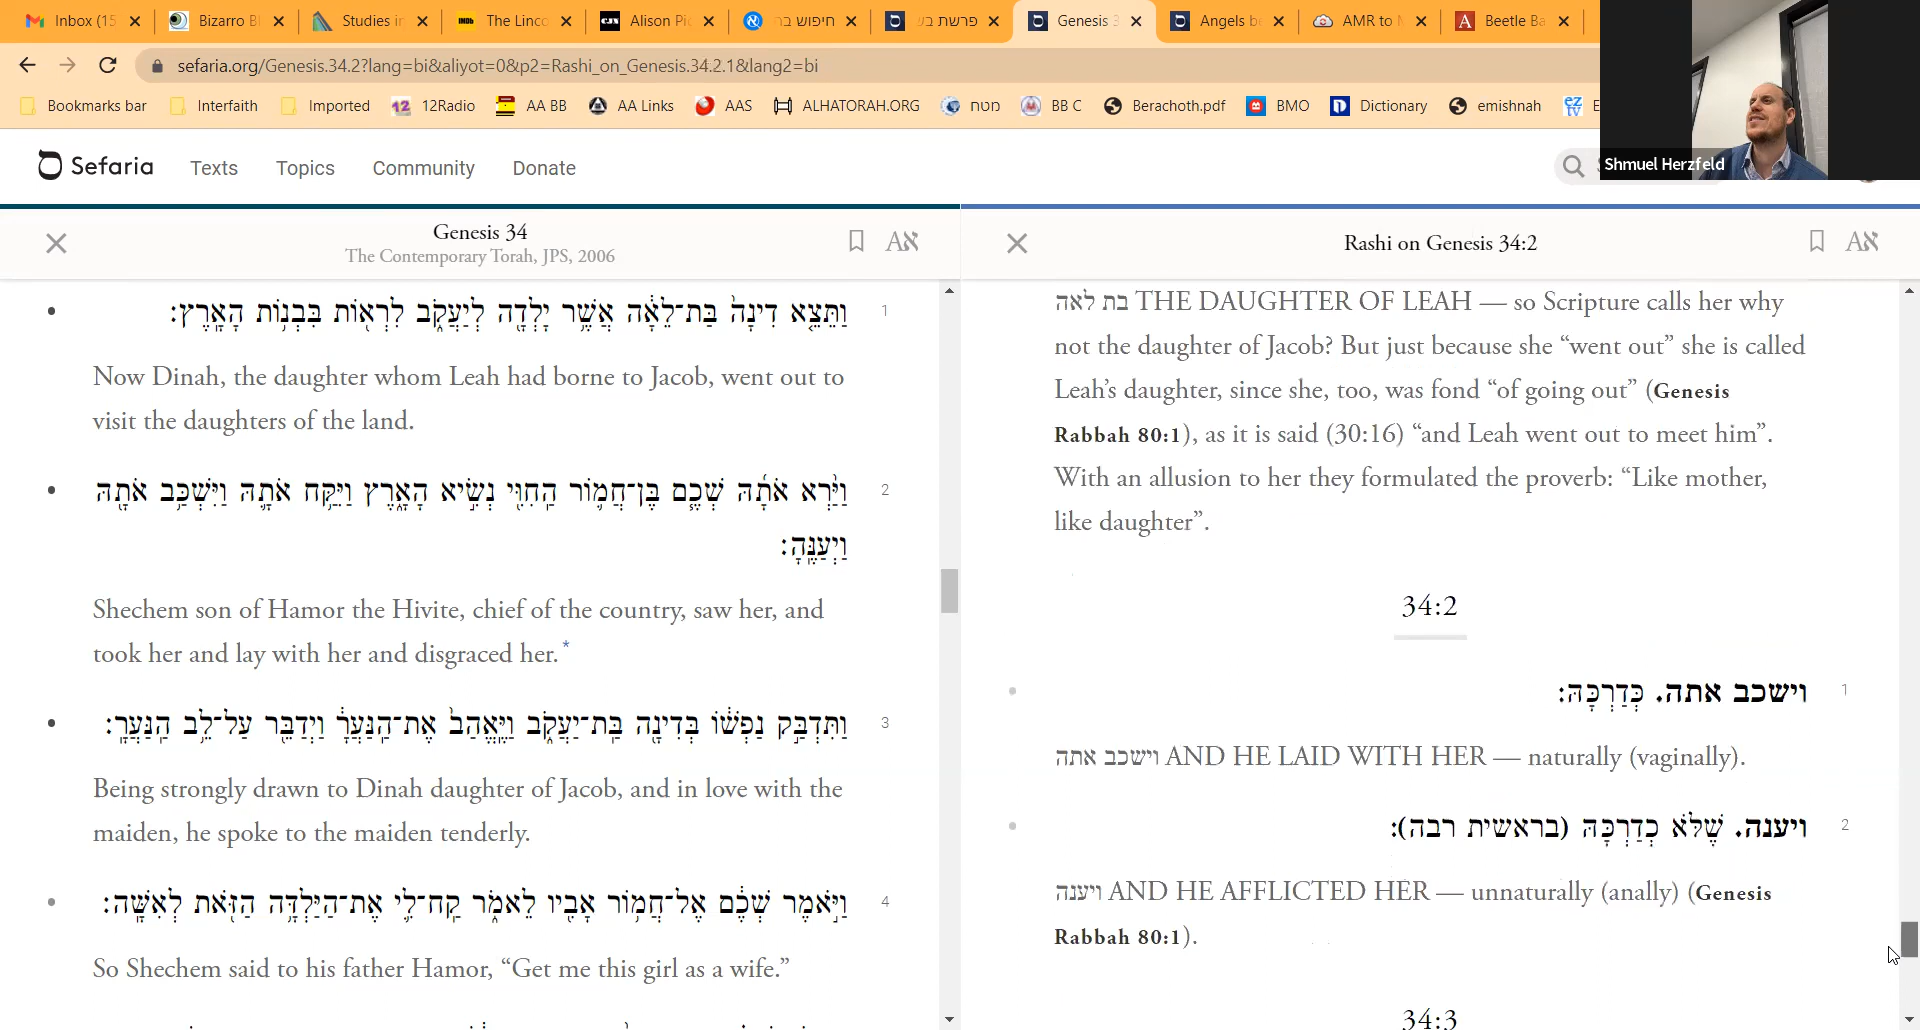 Inbox (15
Bizarro Bl
Studies in
The Linco
Alison Pic
חיפוש בה
פרשת בש
Genesis 3
Angels be
AMR to M
Beetle Ba
sefaria.org/Genesis.34.2?lang=bi&aliyot=0&p2=Rashi_on_Genesis.34.2.1&lang2=bi
Bookmarks bar
Interfaith
Imported
12Radio
AA BB
AA Links
AAS
ALHATORAH.ORG
מטח
BB C
Berachoth.pdf
BMO
Dictionary
emishnah
Shmuel Herzfeld
Sefaria
Texts
Topics
Community
Donate
Genesis 34
The Contemporary Torah, JPS, 2006
וַתֵּצֵ֤א דִינָה֙ בַּת־לֵאָ֔ה אֲשֶׁ֥ר יָלְדָ֖ה לְיַעֲקֹ֑ב לִרְא֖וֹת בִּבְנ֥וֹת הָאָֽרֶץ׃
1
Now Dinah, the daughter whom Leah had borne to Jacob, went out to
visit the daughters of the land.
וַיַּ֨רְא אֹתָ֜הּ שְׁכֶ֧ם בֶּן־חֲמ֛וֹר הַֽחִוִּ֖י נְשִׂ֣יא הָאָ֑רֶץ וַיִּקַּ֥ח אֹתָ֛הּ וַיִּשְׁכַּ֥ב אֹתָ֖הּ
וַיְעַנֶּֽהָ׃
2
Shechem son of Hamor the Hivite, chief of the country, saw her, and
took her and lay with her and disgraced her.*
וַתִּדְבַּ֣ק נַפְשׁ֔וֹ בְּדִינָ֖ה בַּֽת־יַעֲקֹ֑ב וַיֶּֽאֱהַב֙ אֶת־הַֽנַּעֲרָ֔ וַיְדַבֵּ֖ר עַל־לֵ֥ב הַֽנַּעֲרָֽ׃
3
Being strongly drawn to Dinah daughter of Jacob, and in love with the
maiden, he spoke to the maiden tenderly.
וַיֹּ֣אמֶר שְׁכֶ֔ם אֶל־חֲמ֥וֹר אָבִ֖יו לֵאמֹ֑ר קַֽח־לִ֛י אֶת־הַיַּלְדָּ֥ה הַזֹּ֖את לְאִשָּֽׁה׃
4
So Shechem said to his father Hamor, “Get me this girl as a wife.”
Rashi on Genesis 34:2
בת לאה THE DAUGHTER OF LEAH — so Scripture calls her why
not the daughter of Jacob? But just because she “went out” she is called
Leah’s daughter, since she, too, was fond “of going out” (Genesis
Rabbah 80:1), as it is said (30:16) “and Leah went out to meet him”.
With an allusion to her they formulated the proverb: “Like mother,
like daughter”.
34:2
וישכב אתה. כְּדַרְכָּהּ:
1
וישכב אתה AND HE LAID WITH HER — naturally (vaginally).
ויענה. שֶׁלֹּא כְדַרְכָּהּ (בראשית רבה):
2
ויענה AND HE AFFLICTED HER — unnaturally (anally) (Genesis
Rabbah 80:1).
34:3